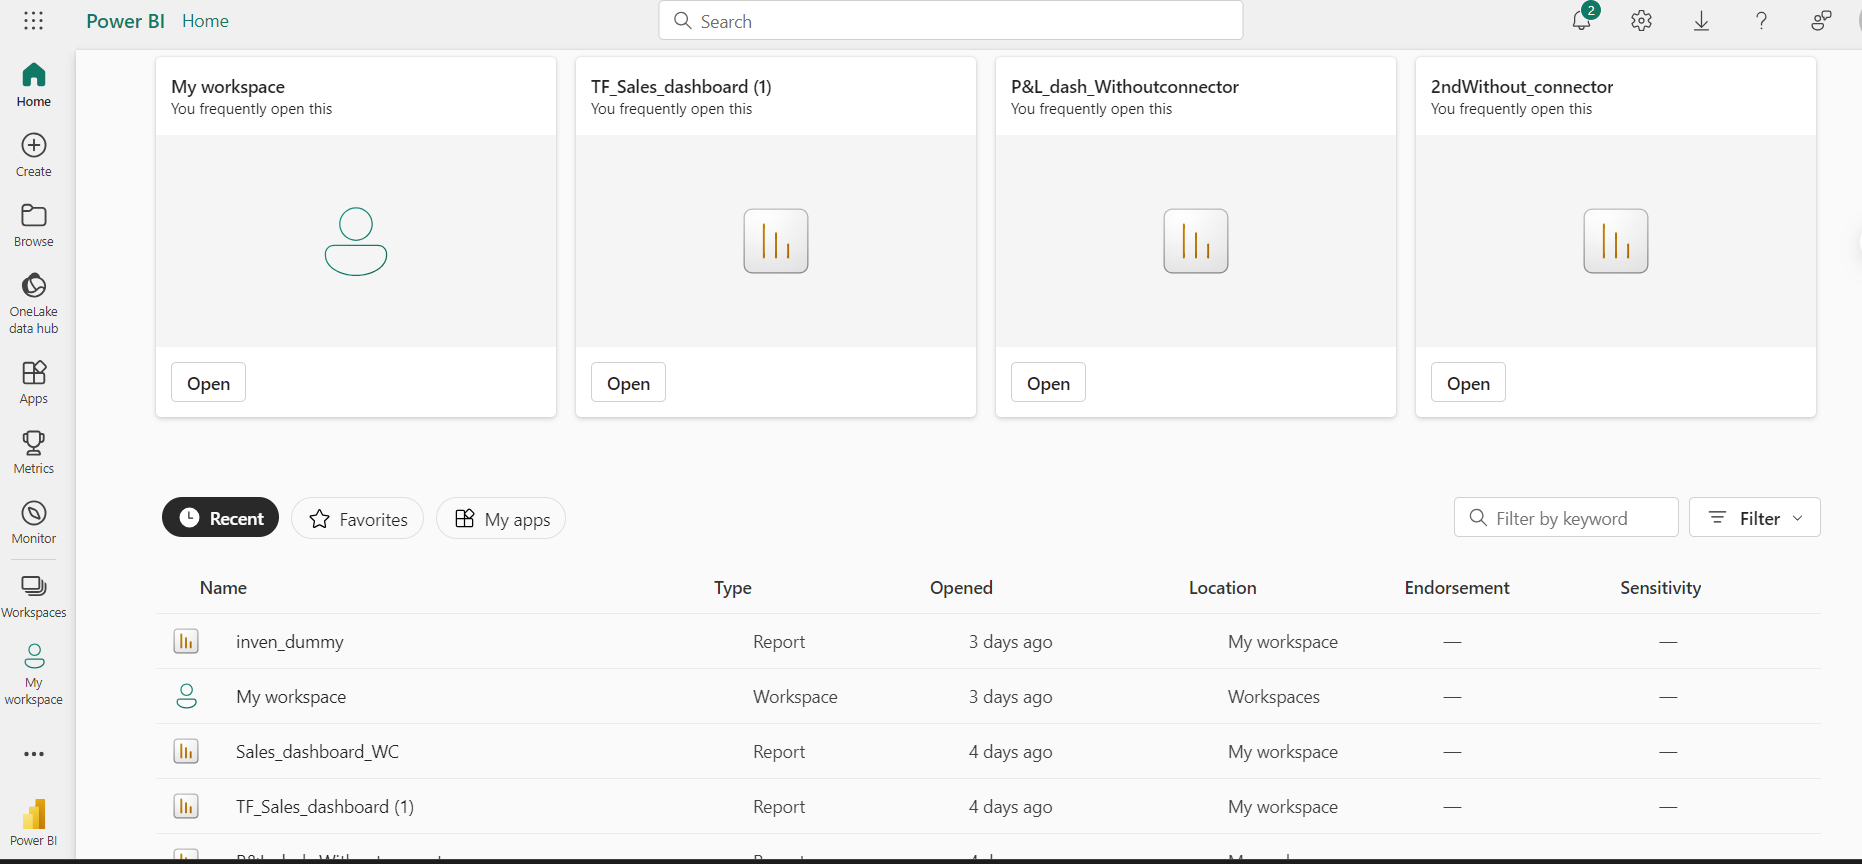 Power BI Home
Search
2
Home
Create
Browse
OneLake
data hub
Apps
Metrics
Monitor
Workspaces
My
workspace
Power BI
My workspace
You frequently open this
Open
TF_Sales_dashboard (1)
You frequently open this
Open
P&L_dash_Withoutconnector
You frequently open this
Open
2ndWithout_connector
You frequently open this
Open
Recent Favorites My apps
Filter by keyword Filter
Name Type Opened Location Endorsement Sensitivity
inven_dummy Report 3 days ago My workspace — —
My workspace Workspace 3 days ago Workspaces — —
Sales_dashboard_WC Report 4 days ago My workspace — —
TF_Sales_dashboard (1) Report 4 days ago My workspace — —